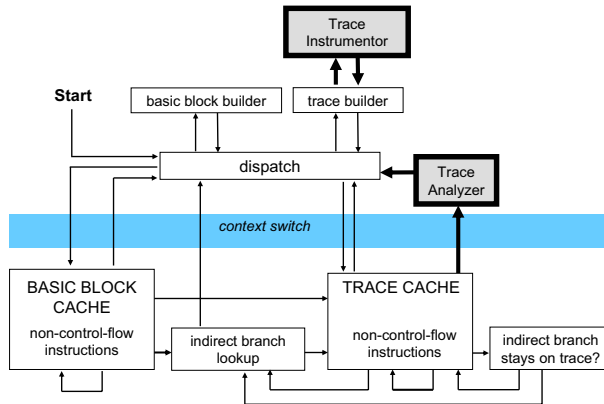 Trace
Instrumentor
Start
basic block builder
trace builder
dispatch
Trace
Analyzer
context switch
BASIC BLOCK
CACHE
non-control-flow
instructions
indirect branch
lookup
TRACE CACHE
non-control-flow
instructions
indirect branch
stays on trace?